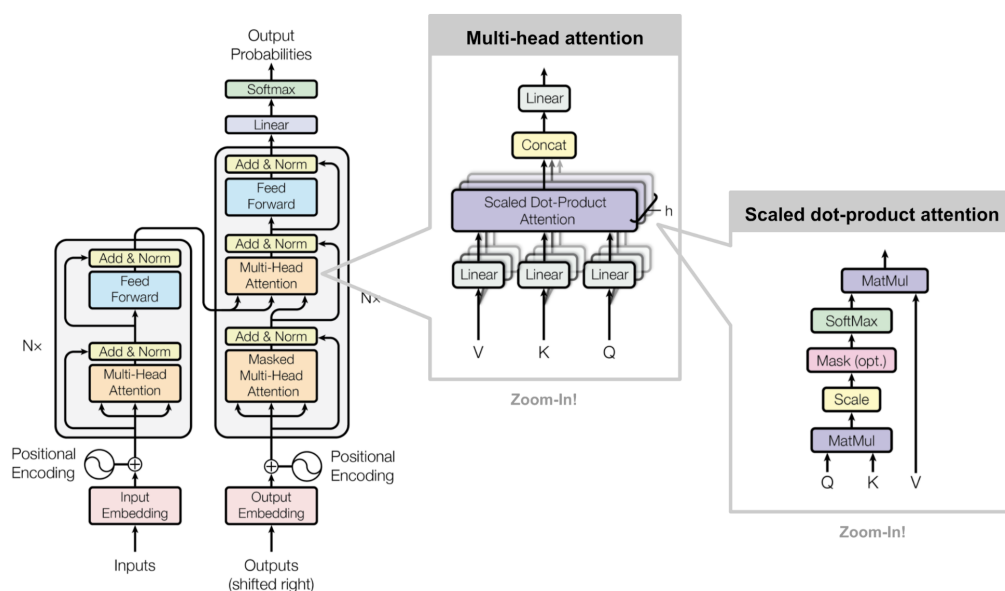 Output
Probabilities
Softmax
Linear
Add & Norm
Feed
Forward
Add & Norm
Multi-Head
Attention
Nx
Add & Norm
Masked
Multi-Head
Attention
Positional
Encoding
Output
Embedding
Outputs
(shifted right)
Add & Norm
Feed
Forward
Nx
Add & Norm
Multi-Head
Attention
Positional
Encoding
Input
Embedding
Inputs
Multi-head attention
Linear
Concat
Scaled Dot-Product
Attention
h
Linear
Linear
Linear
V
K
Q
Zoom-In!
Scaled dot-product attention
MatMul
SoftMax
Mask (opt.)
Scale
MatMul
Q
K
V
Zoom-In!